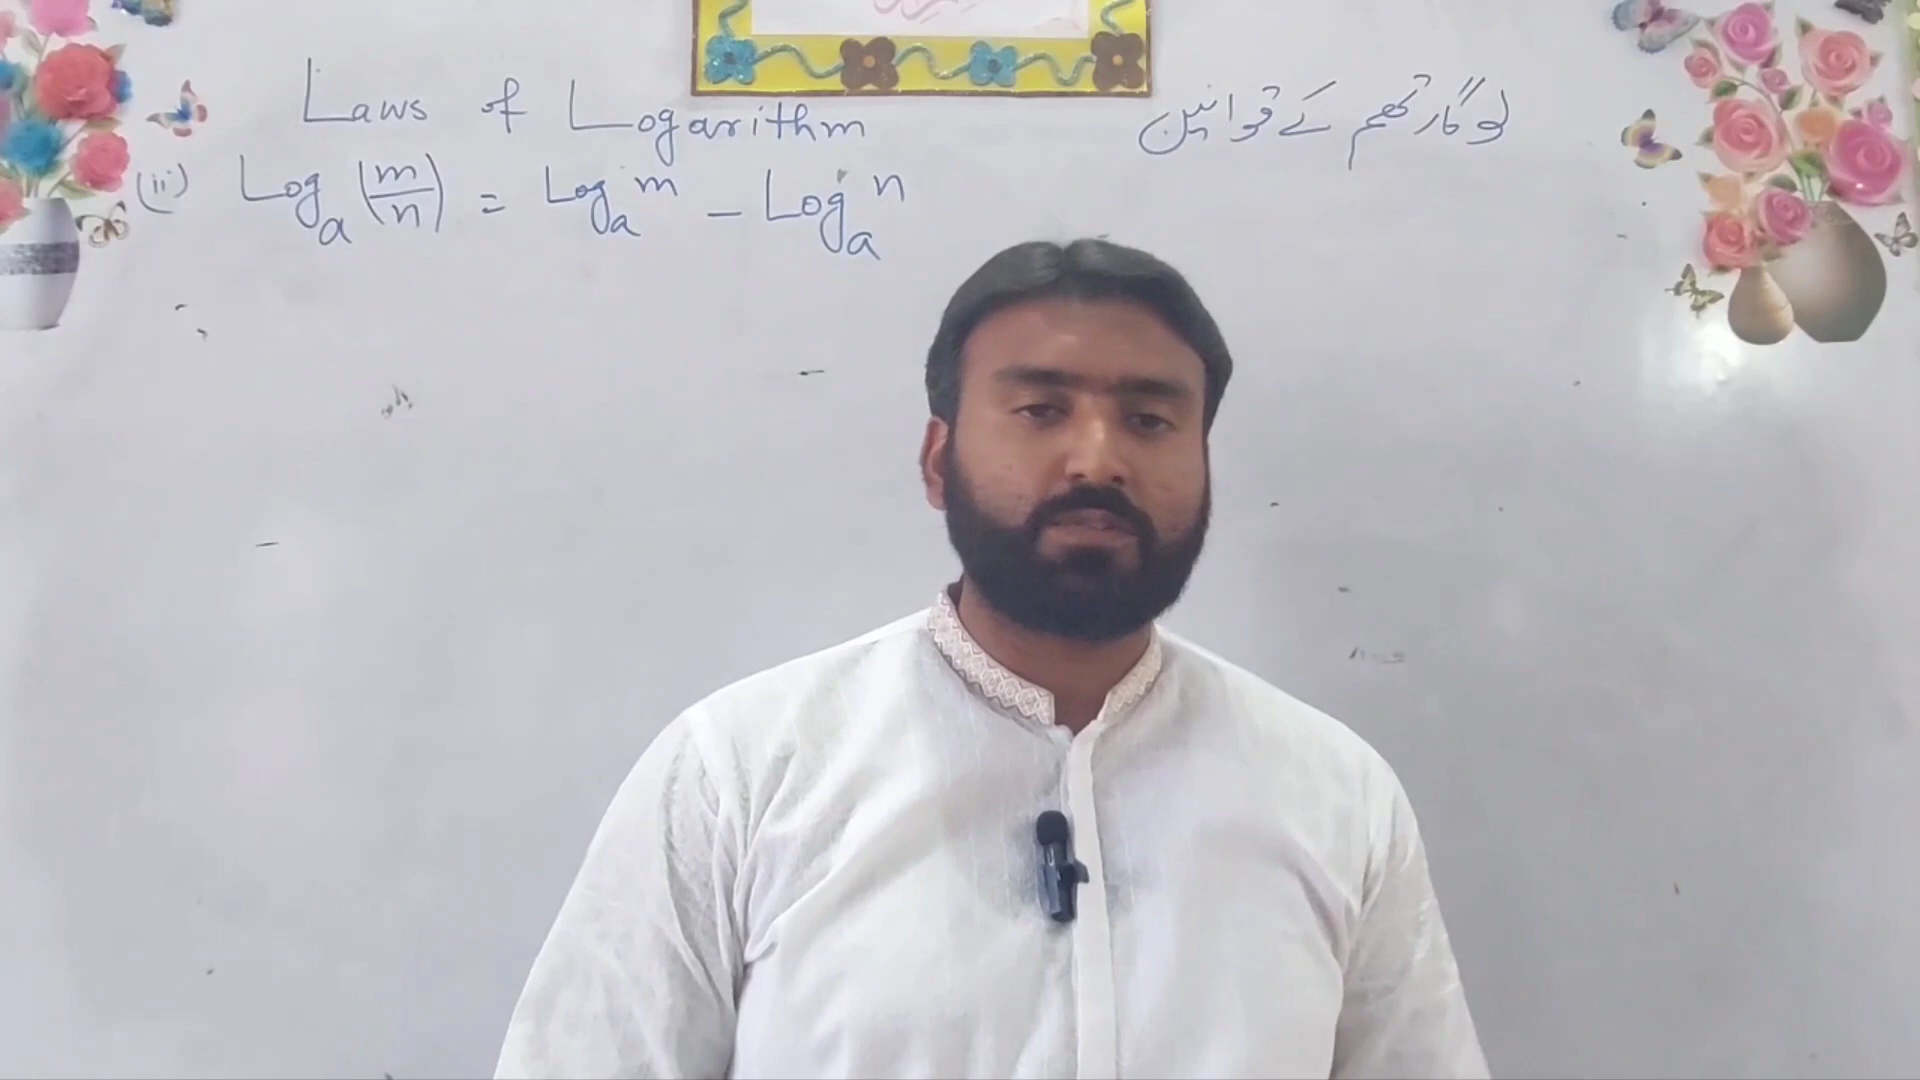 Laws of Logarithm لوگارتھم کے قوانین
(ii) Log_a (m/n) = Log_a m - Log_a n